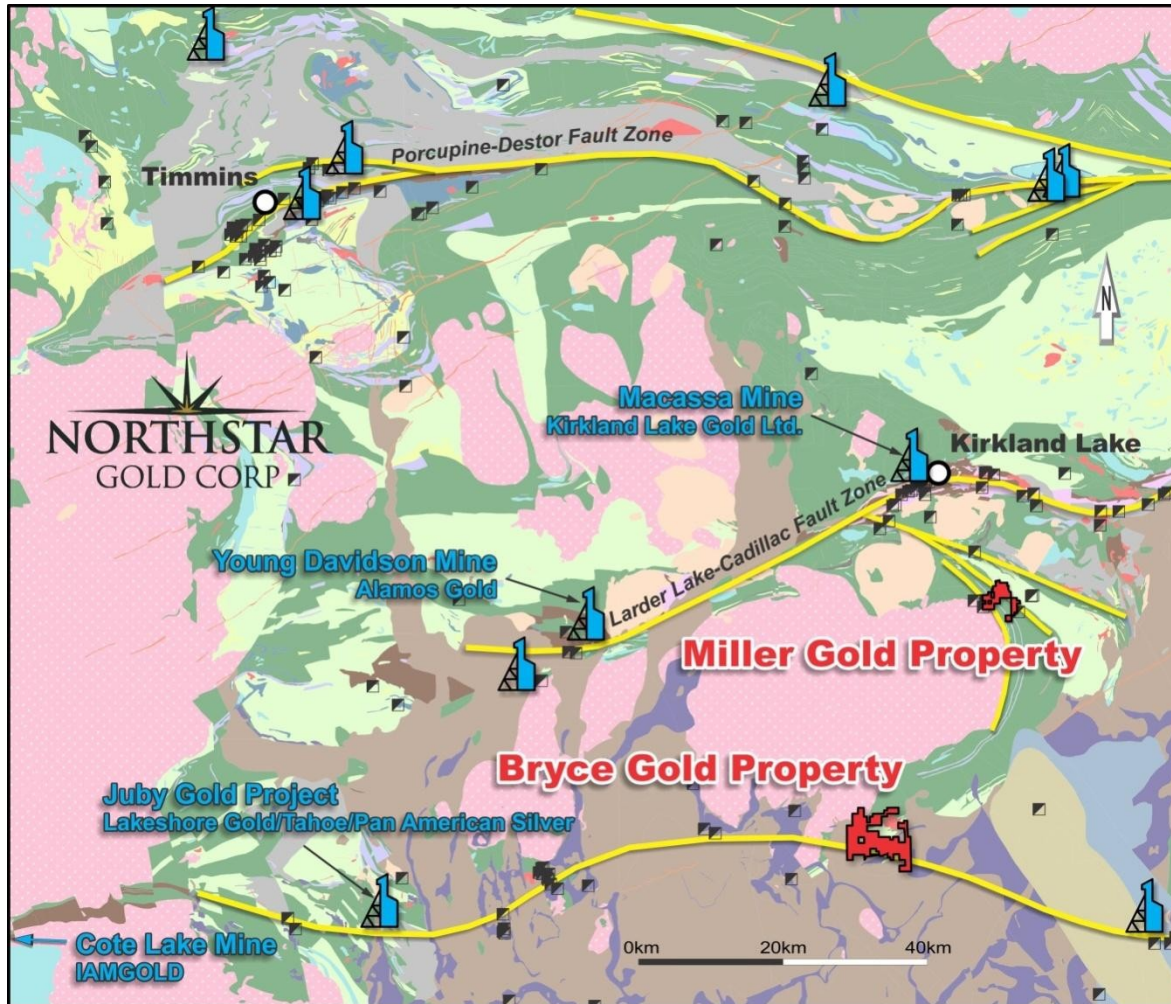 Porcupine-Destor Fault Zone
Timmins
N
NORTHSTAR
GOLD CORP
Macassa Mine
Kirkland Lake Gold Ltd.
Kirkland Lake
Larder Lake-Cadillac Fault Zone
Young Davidson Mine
Alamos Gold
Miller Gold Property
Bryce Gold Property
Juby Gold Project
Lakeshore Gold/Tahoe/Pan American Silver
Cote Lake Mine
IAMGOLD
0km 20km 40km